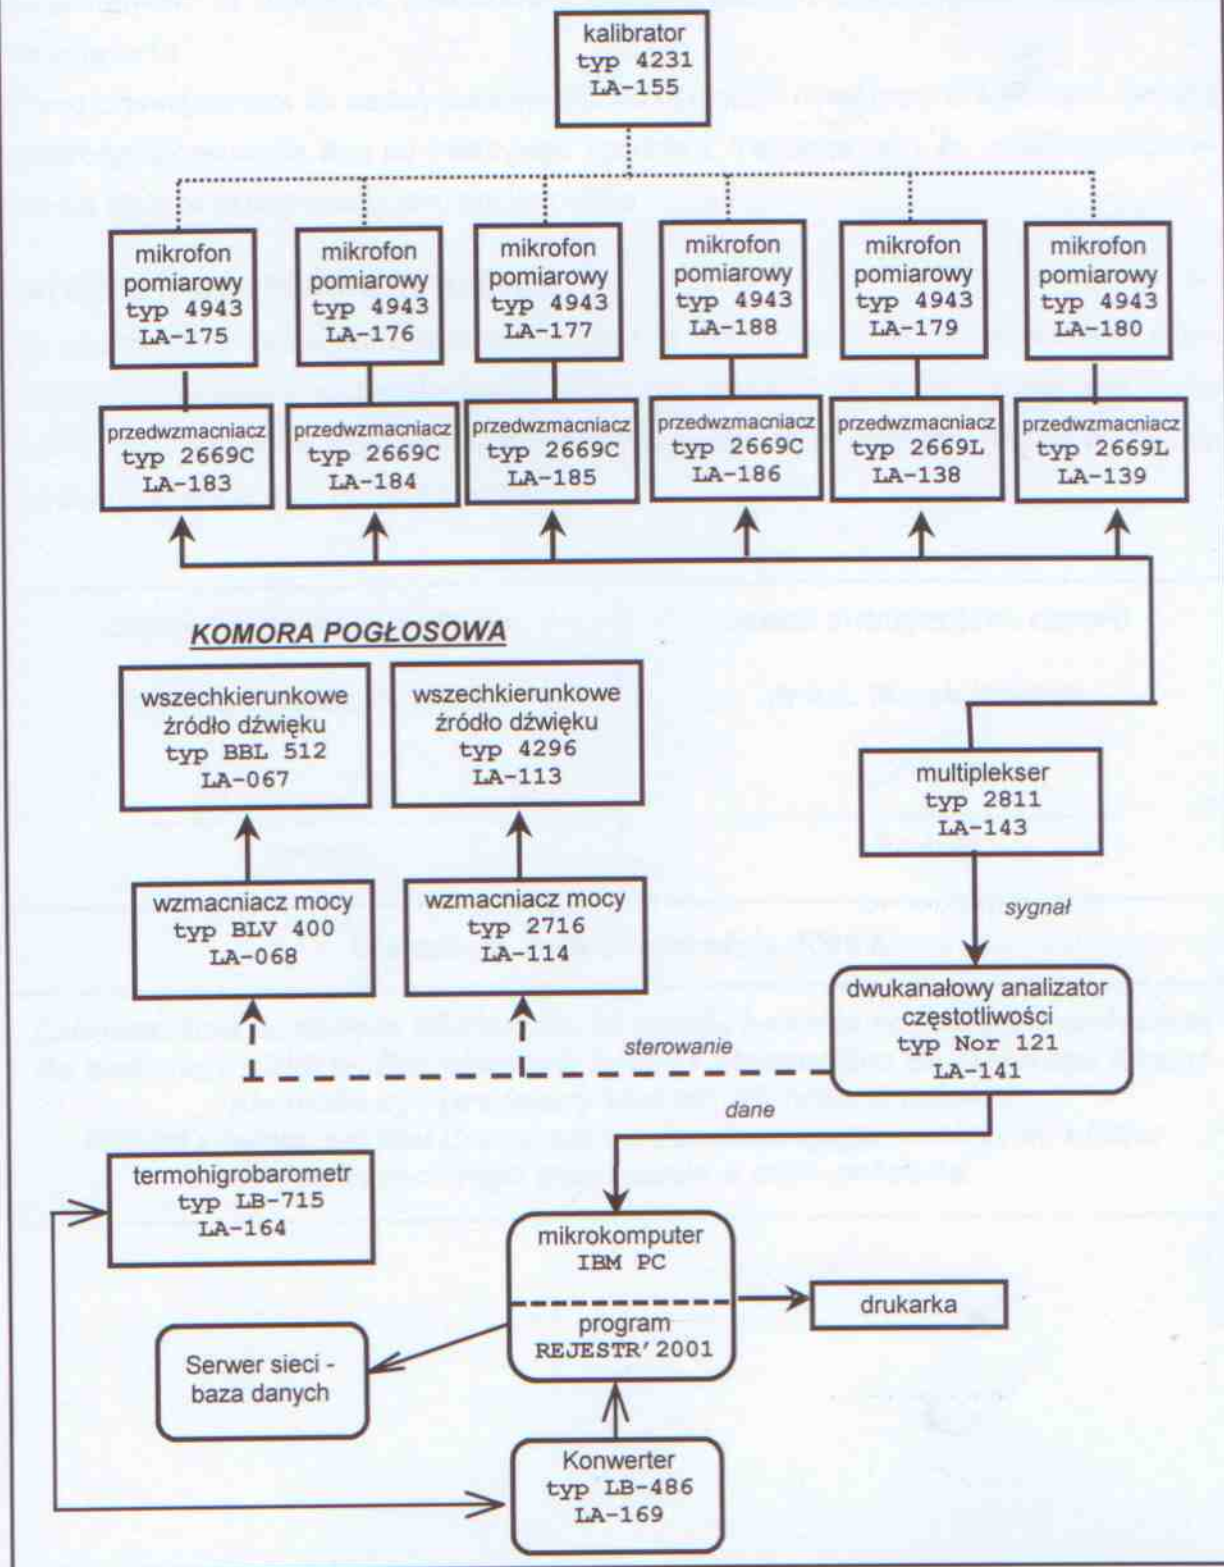 kalibrator
typ 4231
LA-155
mikrofon
pomiarowy
typ 4943
LA-175
mikrofon
pomiarowy
typ 4943
LA-176
mikrofon
pomiarowy
typ 4943
LA-177
mikrofon
pomiarowy
typ 4943
LA-188
mikrofon
pomiarowy
typ 4943
LA-179
mikrofon
pomiarowy
typ 4943
LA-180
przedwzmacniacz
typ 2669C
LA-183
przedwzmacniacz
typ 2669C
LA-184
przedwzmacniacz
typ 2669C
LA-185
przedwzmacniacz
typ 2669C
LA-186
przedwzmacniacz
typ 2669L
LA-138
przedwzmacniacz
typ 2669L
LA-139
KOMORA POGŁOSOWA
wszechkierunkowe
źródło dźwięku
typ BBL 512
LA-067
wszechkierunkowe
źródło dźwięku
typ 4296
LA-113
multiplekser
typ 2811
LA-143
wzmacniacz mocy
typ BLV 400
LA-068
wzmacniacz mocy
typ 2716
LA-114
sygnał
dwukanałowy analizator
częstotliwości
typ Nor 121
LA-141
sterowanie
dane
termohigrobarometr
typ LB-715
LA-164
mikrokomputer
IBM PC
program
REJESTR'2001
drukarka
Serwer sieci -
baza danych
Konwerter
typ LB-486
LA-169